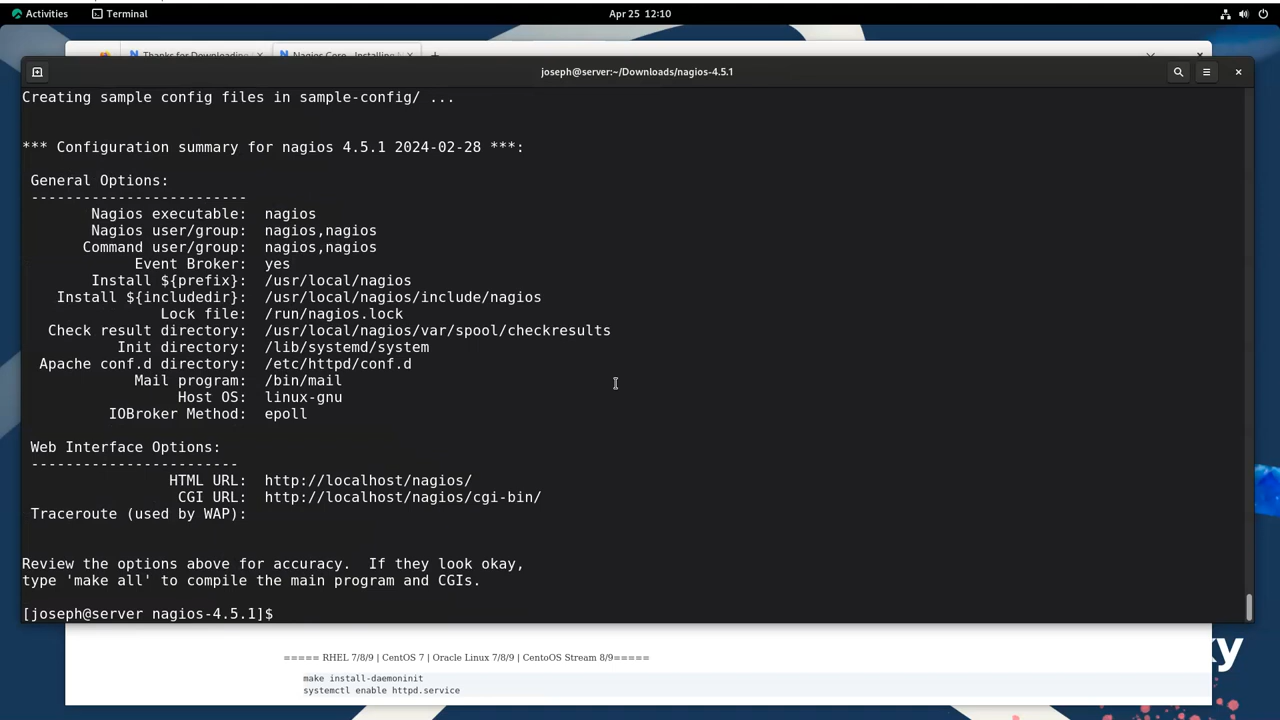 Activities
Terminal
Apr 25 12:10
Thanks for Downloading
Nagios Core - Installing
joseph@server:~/Downloads/nagios-4.5.1
Creating sample config files in sample-config/ ...
*** Configuration summary for nagios 4.5.1 2024-02-28 ***:
General Options:
-------------------------
Nagios executable: nagios
Nagios user/group: nagios,nagios
Command user/group: nagios,nagios
Event Broker: yes
Install ${prefix}: /usr/local/nagios
Install ${includedir}: /usr/local/nagios/include/nagios
Lock file: /run/nagios.lock
Check result directory: /usr/local/nagios/var/spool/checkresults
Init directory: /lib/systemd/system
Apache conf.d directory: /etc/httpd/conf.d
Mail program: /bin/mail
Host OS: linux-gnu
IOBroker Method: epoll
Web Interface Options:
------------------------
HTML URL: http://localhost/nagios/
CGI URL: http://localhost/nagios/cgi-bin/
Traceroute (used by WAP):
Review the options above for accuracy. If they look okay,
type 'make all' to compile the main program and CGIs.
[joseph@server nagios-4.5.1]$
===== RHEL 7/8/9 | CentOS 7 | Oracle Linux 7/8/9 | CentoOS Stream 8/9=====
make install-daemoninit
systemctl enable httpd.service